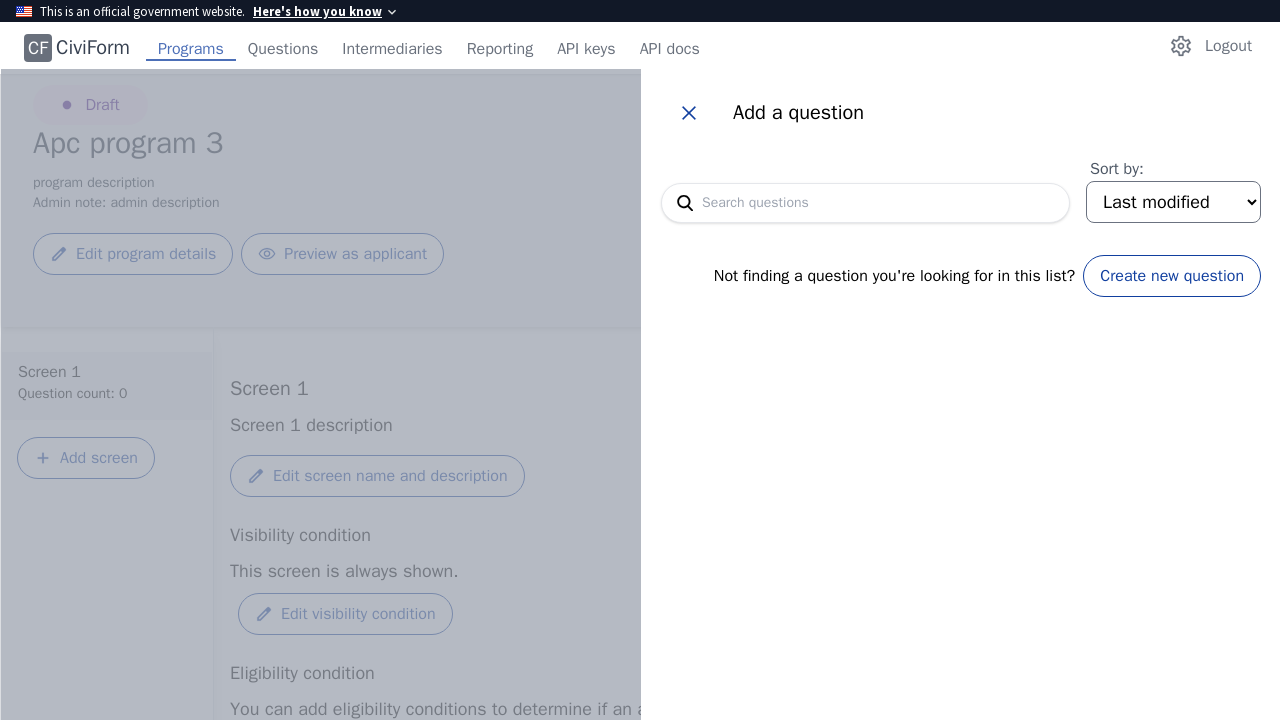 This is an official government website. Here's how you know
CF CiviForm Programs Questions Intermediaries Reporting API keys API docs Logout
Draft
Apc program 3
program description
Admin note: admin description
Edit program details Preview as applicant
Screen 1
Question count: 0
Add screen
Screen 1
Screen 1 description
Edit screen name and description
Visibility condition
This screen is always shown.
Edit visibility condition
Eligibility condition
You can add eligibility conditions to determine if an a
Add a question
Sort by:
Search questions Last modified
Not finding a question you're looking for in this list? Create new question